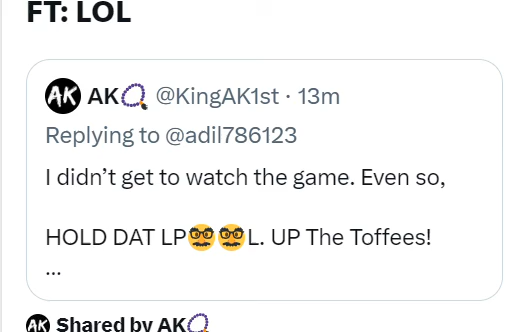 FT: LOL
AK AK📿 @KingAK1st · 13m
Replying to @adil786123
I didn’t get to watch the game. Even so,
HOLD DAT LP🥸🥸L. UP The Toffees!
...
AK Shared by AK📿